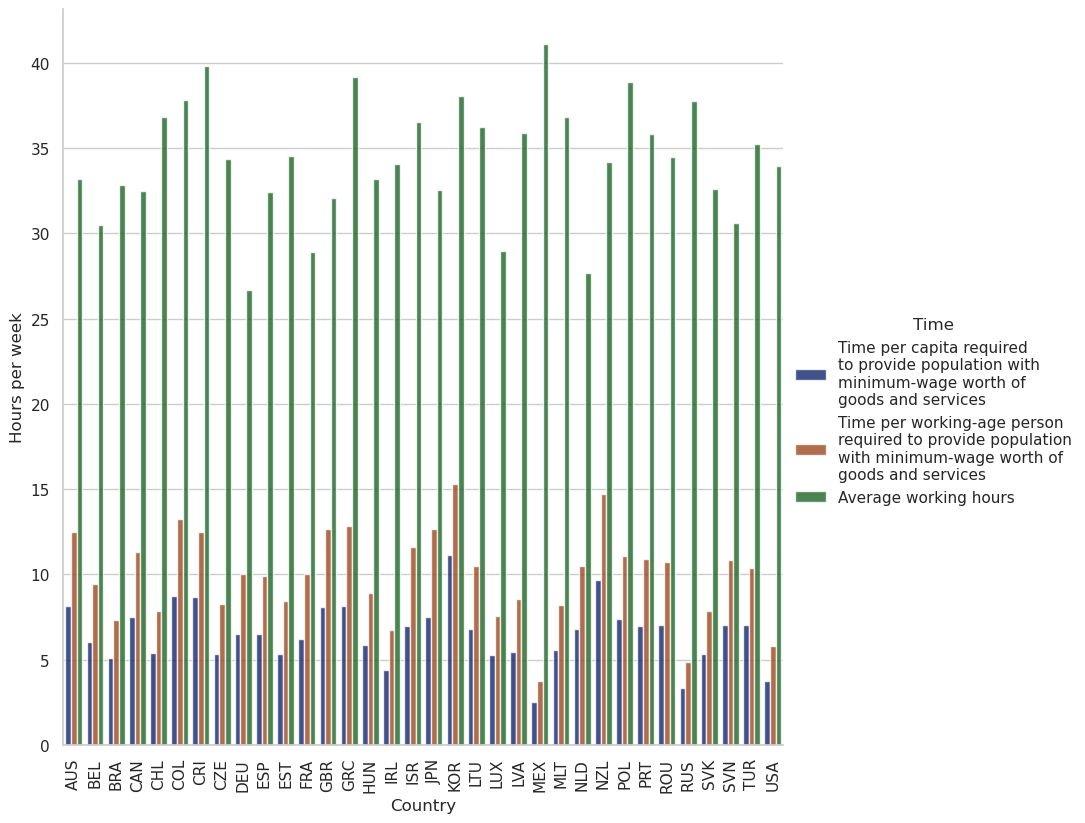 40
35
30
25
20
15
10
5
0
Hours per week
AUS
BEL
BRA
CAN
CHL
COL
CRI
CZE
DEU
ESP
EST
FRA
GBR
GRC
HUN
IRL
ISR
JPN
KOR
LTU
LUX
LVA
MEX
MLT
NLD
NZL
POL
PRT
ROU
RUS
SVK
SVN
TUR
USA
Country
Time
Time per capita required
to provide population with
minimum-wage worth of
goods and services
Time per working-age person
required to provide population
with minimum-wage worth of
goods and services
Average working hours